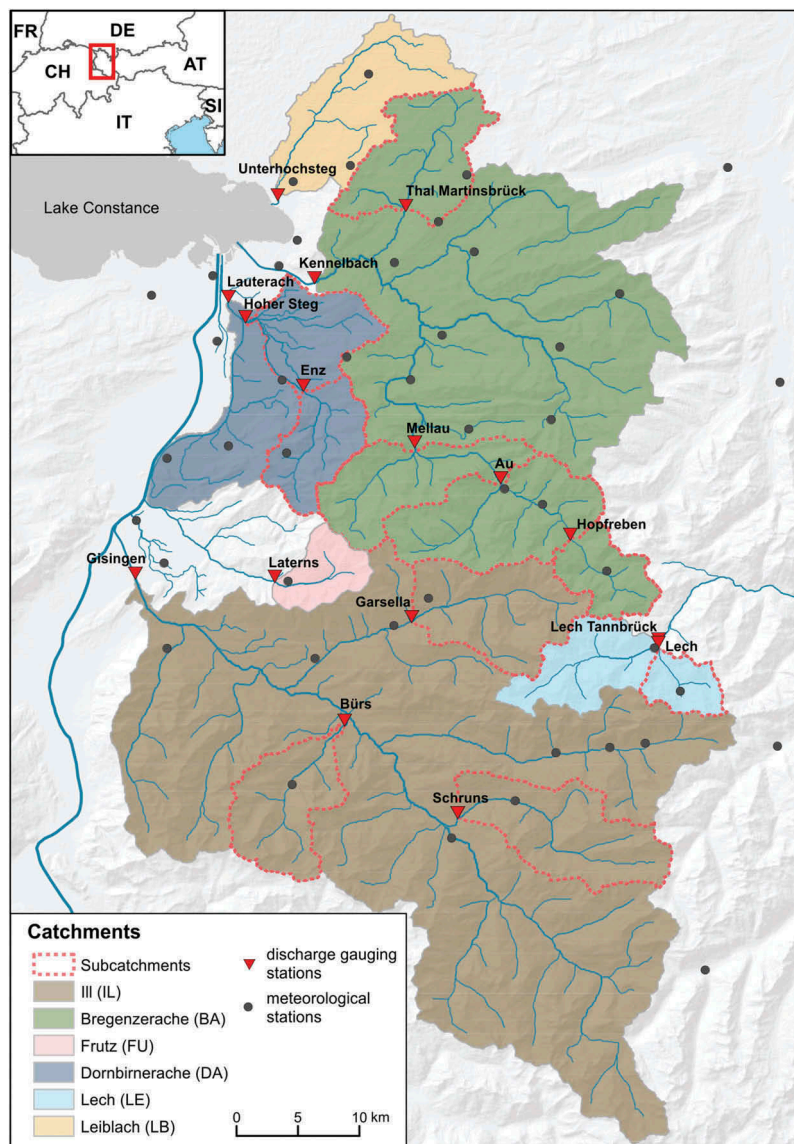 FR
DE
CH
AT
SI
IT
Unterhochsteg
Thal Martinsbrück
Lake Constance
Kennelbach
Lauterach
Hoher Steg
Enz
Mellau
Au
Hopfreben
Gisingen
Laterns
Garsella
Lech Tannbrück
Lech
Bürs
Schruns
Catchments
Subcatchments
Ill (IL)
Bregenzerache (BA)
Frutz (FU)
Dornbirnerache (DA)
Lech (LE)
Leiblach (LB)
discharge gauging
stations
meteorological
stations
0 5 10 km